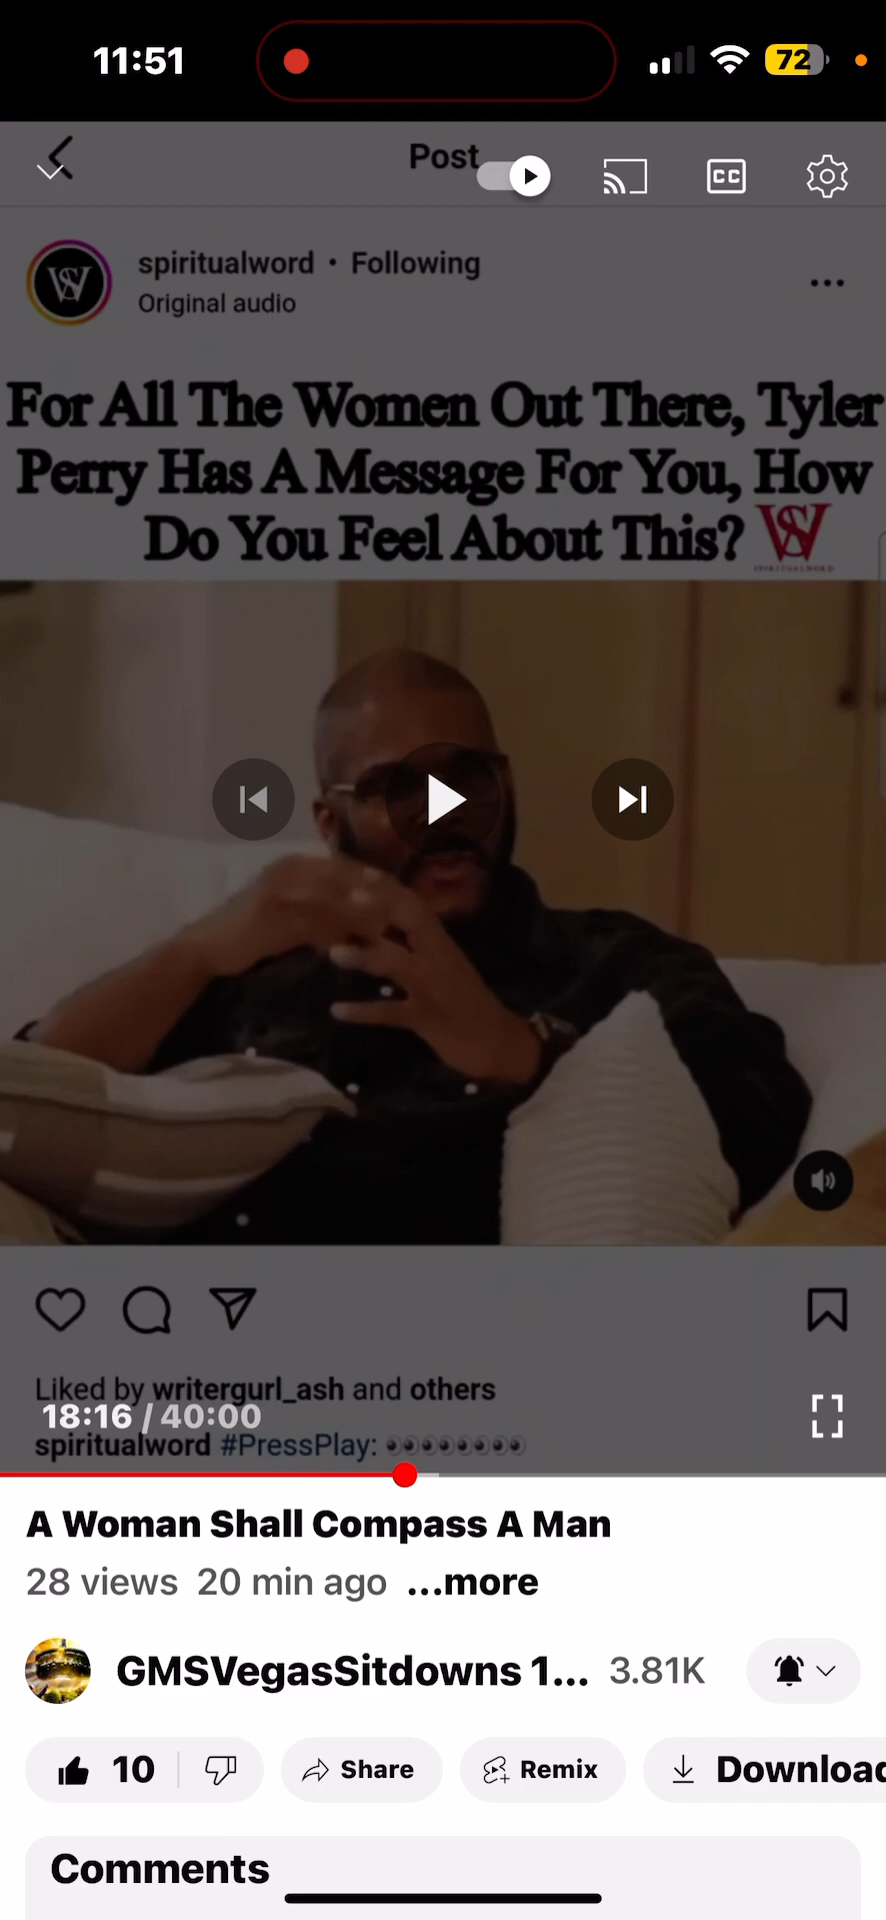 11:51
72
Post
CC
spiritualword • Following
Original audio
For All The Women Out There, Tyler
Perry Has A Message For You, How
Do You Feel About This?
SPIRITUALWORD
Liked by writergurl_ash and others
18:16 / 40:00
spiritualword #PressPlay: 👀👀👀👀
A Woman Shall Compass A Man
28 views 20 min ago ...more
GMSVegasSitdowns 1... 3.81K
10
Share
Remix
Download
Comments